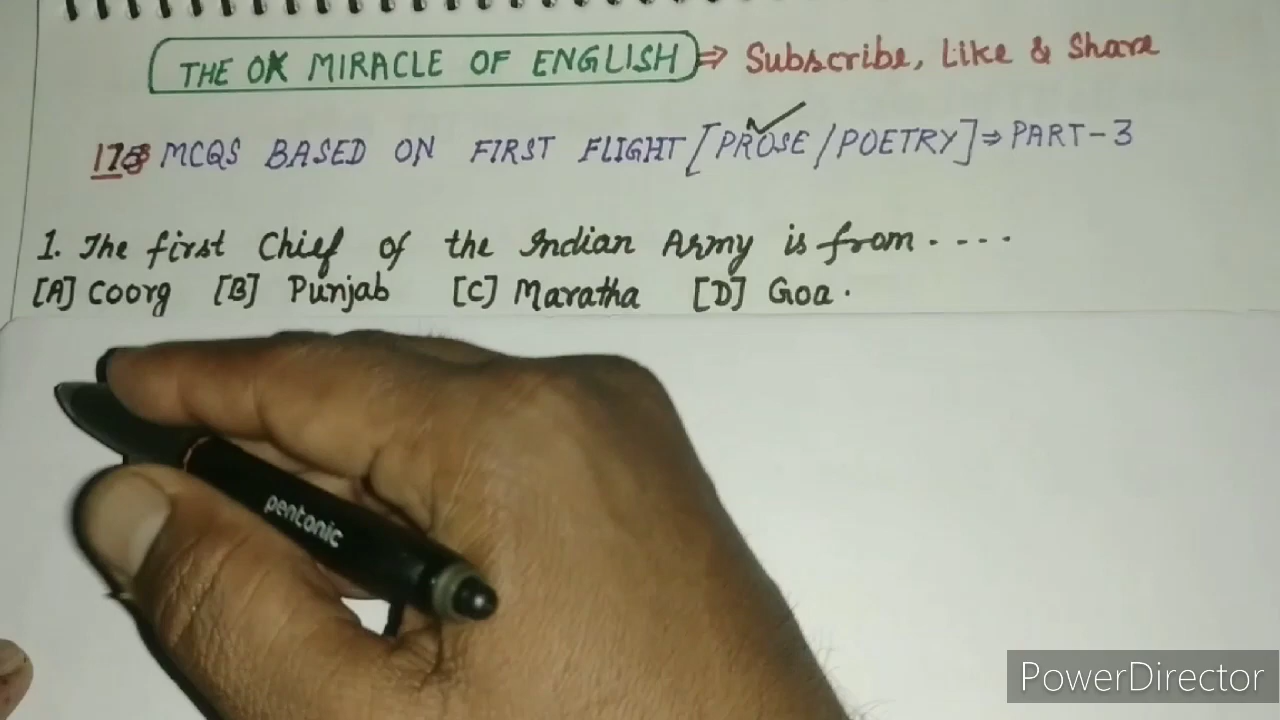 THE OK MIRACLE OF ENGLISH ⇒ Subscribe, Like & Share
MCQS BASED ON FIRST FLIGHT [PROSE/POETRY] ⇒ PART-3
1. The first Chief of the Indian Army is from ....
[A] Coorg [B] Punjab [C] Maratha [D] Goa.
pentonic
PowerDirector